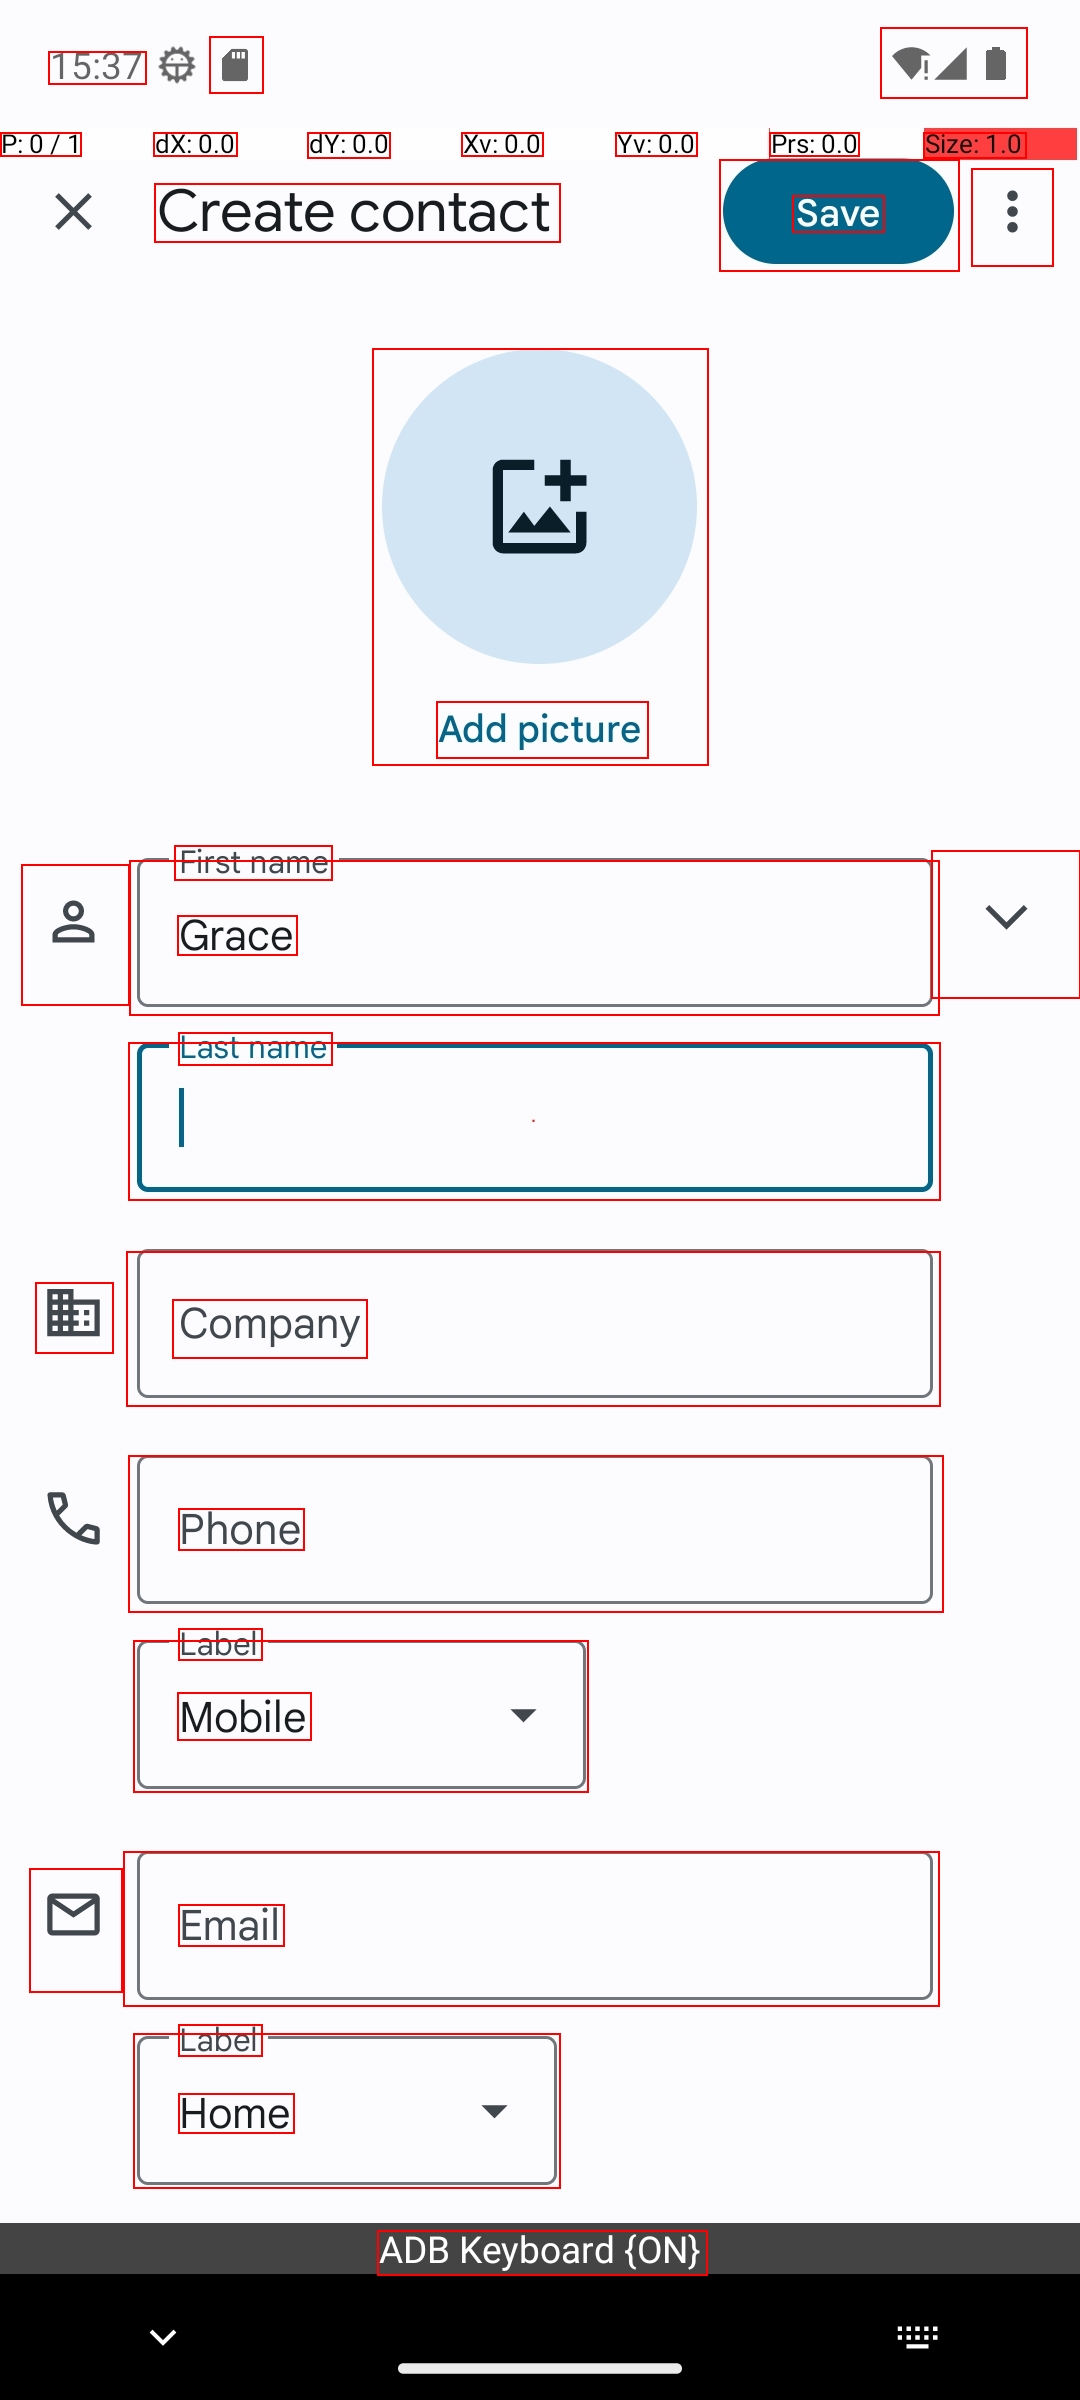 15:37
P: 0 / 1 dX: 0.0 dY: 0.0 Xv: 0.0 Yv: 0.0 Prs: 0.0 Size: 1.0
Create contact Save
Add picture
First name
Grace
Last name
Company
Phone
Label
Mobile
Email
Label
Home
ADB Keyboard {ON}